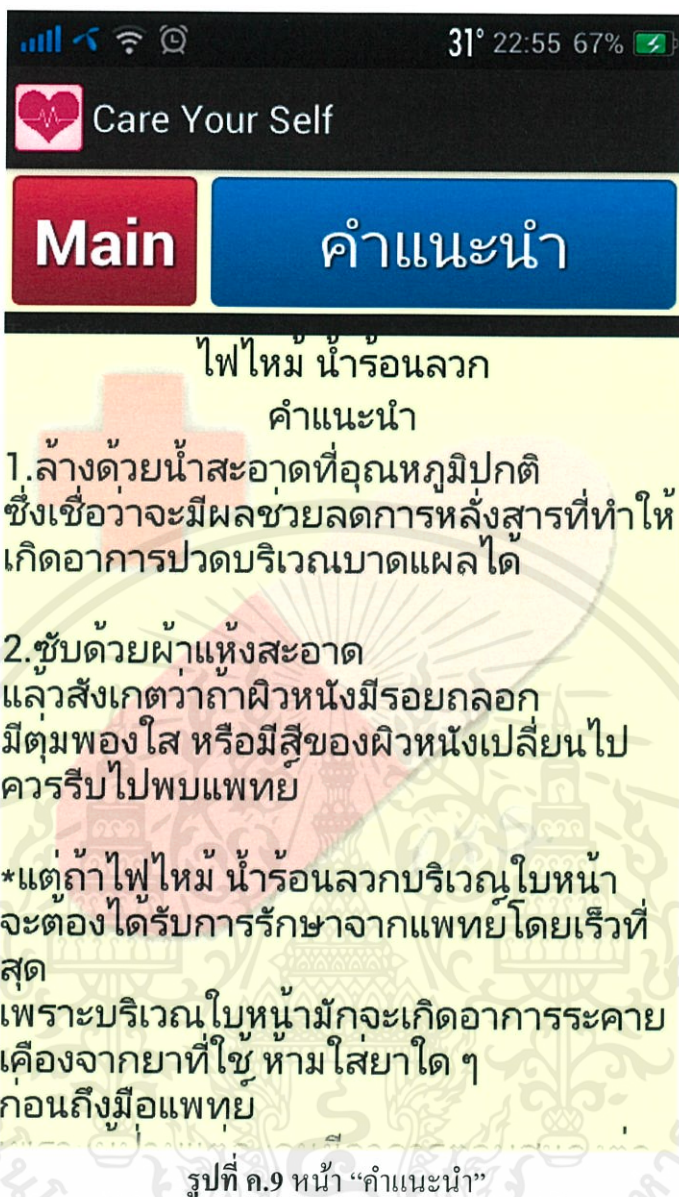 31° 22:55 67%
Care Your Self
Main
คำแนะนำ
ไฟไหม้ น้ำร้อนลวก
คำแนะนำ
1.ล้างด้วยน้ำสะอาดที่อุณหภูมิปกติ
ซึ่งเชื่อว่าจะมีผลช่วยลดการหลั่งสารที่ทำให้
เกิดอาการปวดบริเวณบาดแผลได้
2.ซับด้วยผ้าแห้งสะอาด
แล้วสังเกตว่าถ้าผิวหนังมีรอยถลอก
มีตุ่มพองใส หรือมีสีของผิวหนังเปลี่ยนไป
ควรรีบไปพบแพทย์
*แต่ถ้าไฟไหม้ น้ำร้อนลวกบริเวณใบหน้า
จะต้องได้รับการรักษาจากแพทย์โดยเร็วที่
สุด
เพราะบริเวณใบหน้ามักจะเกิดอาการระคาย
เคืองจากยาที่ใช้ ห้ามใส่ยาใด ๆ
ก่อนถึงมือแพทย์
รูปที่ ค.9 หน้า “คำแนะนำ”